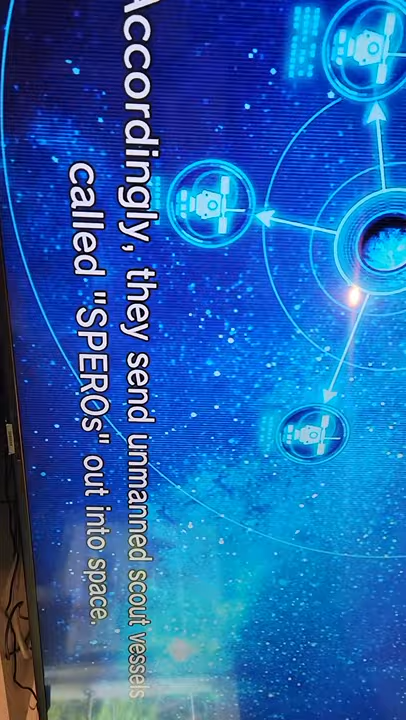 Accordingly, they send unmanned scout vessels
called "SPEROs" out into space.